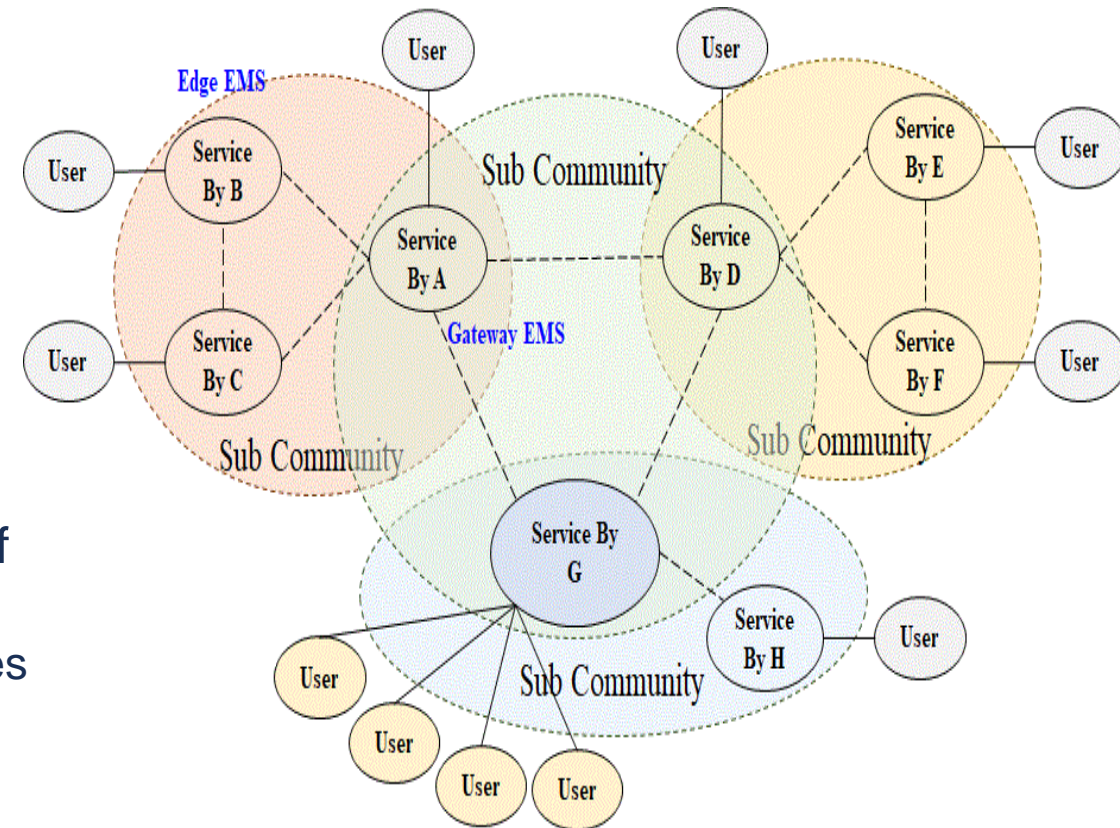 User
User
Edge EMS
Sub Community
Service
By B
User
Service
By E
User
Service
By A
Service
By D
Gateway EMS
Service
By C
User
Service
By F
User
Sub Community
Sub Community
f
Service By
G
es
Service
By H
User
User
Sub Community
User
User
User
User